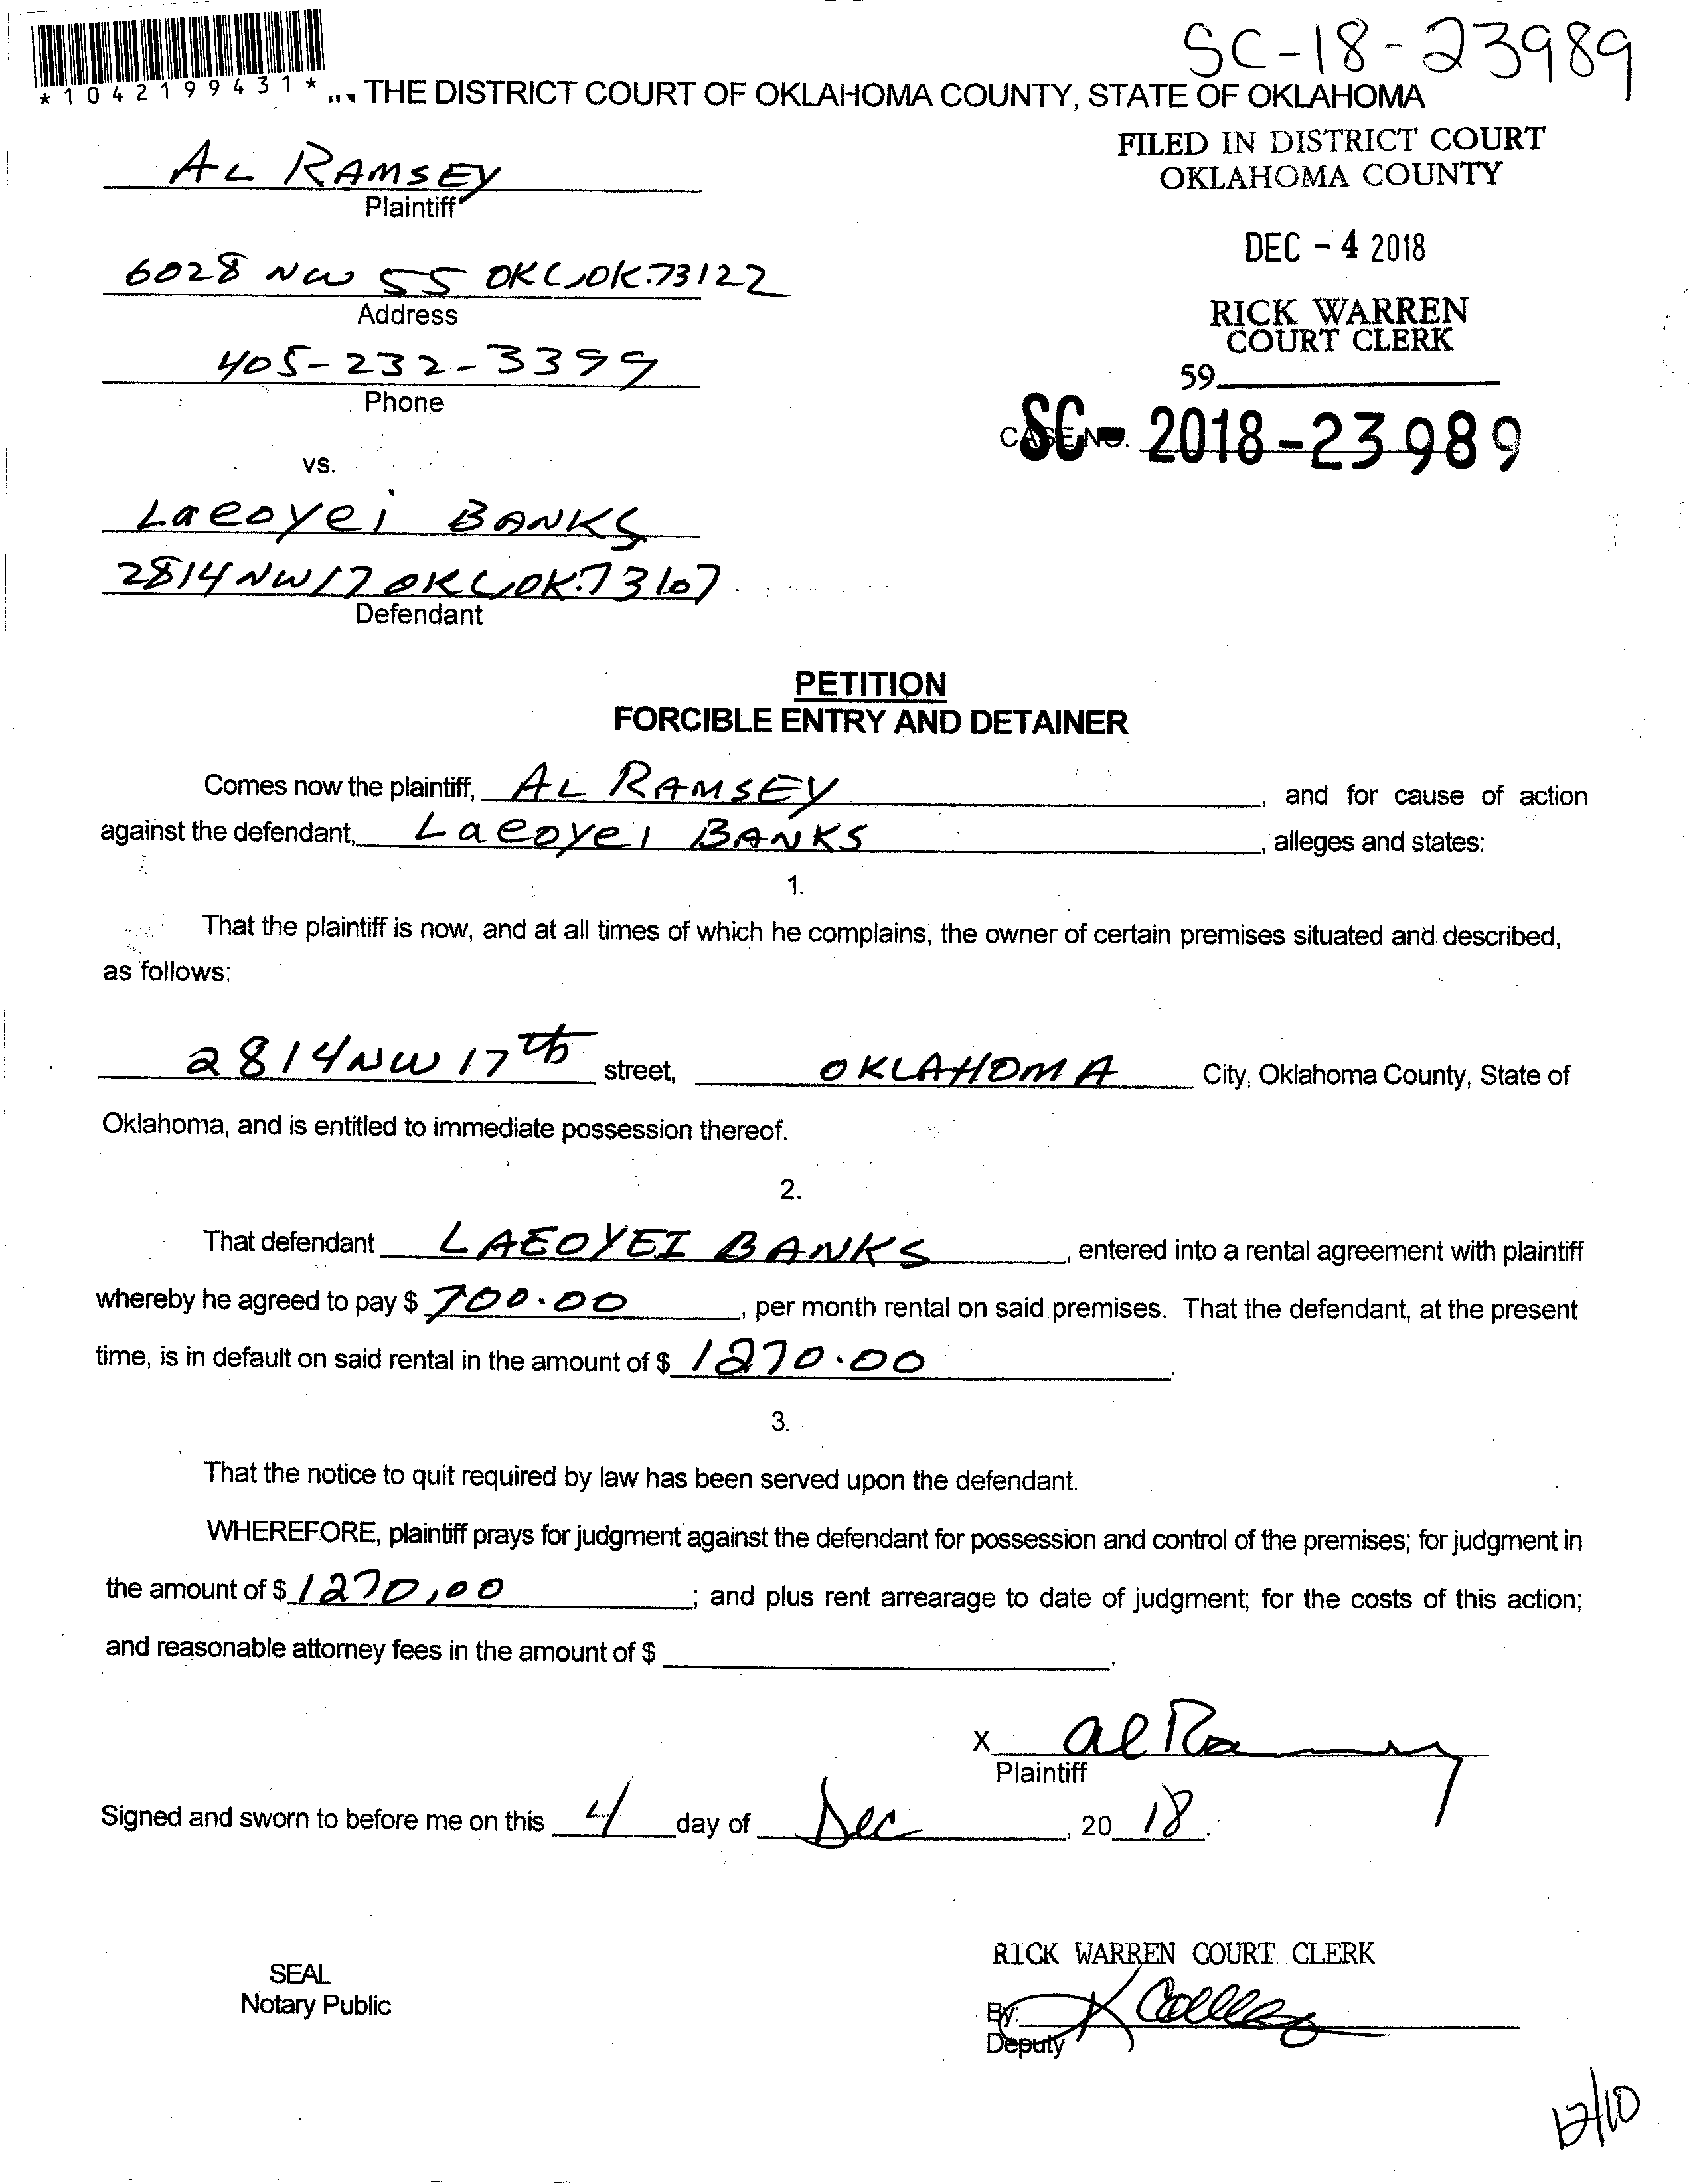 SC-18-23989
*1042199431* THE DISTRICT COURT OF OKLAHOMA COUNTY, STATE OF OKLAHOMA
FILED IN DISTRICT COURT
OKLAHOMA COUNTY
DEC - 4 2018
RICK WARREN
COURT CLERK
59
CASE NO. SC - 2018-23989
AL RAMSEY
Plaintiff
6028 NW 55 OKC, OK. 73122
Address
405-232-3399
Phone
vs.
Laeoyei BANKS
2814 NW 17 OKC, OK. 73107
Defendant
PETITION
FORCIBLE ENTRY AND DETAINER
Comes now the plaintiff, AL RAMSEY, and for cause of action
against the defendant, Laeoyei BANKS, alleges and states:
1.
That the plaintiff is now, and at all times of which he complains, the owner of certain premises situated and described,
as follows:
2814 NW 17th street, OKLAHOMA City, Oklahoma County, State of
Oklahoma, and is entitled to immediate possession thereof.
2.
That defendant LAEOYEI BANKS, entered into a rental agreement with plaintiff
whereby he agreed to pay $ 700.00, per month rental on said premises. That the defendant, at the present
time, is in default on said rental in the amount of $ 1270.00.
3.
That the notice to quit required by law has been served upon the defendant.
WHEREFORE, plaintiff prays for judgment against the defendant for possession and control of the premises; for judgment in
the amount of $ 1270,00; and plus rent arrearage to date of judgment; for the costs of this action;
and reasonable attorney fees in the amount of $ .
X Al Ramsey
Plaintiff
Signed and sworn to before me on this 4 day of Dec, 20 18.
RICK WARREN COURT CLERK
SEAL
Notary Public
By: K
Deputy
12/10